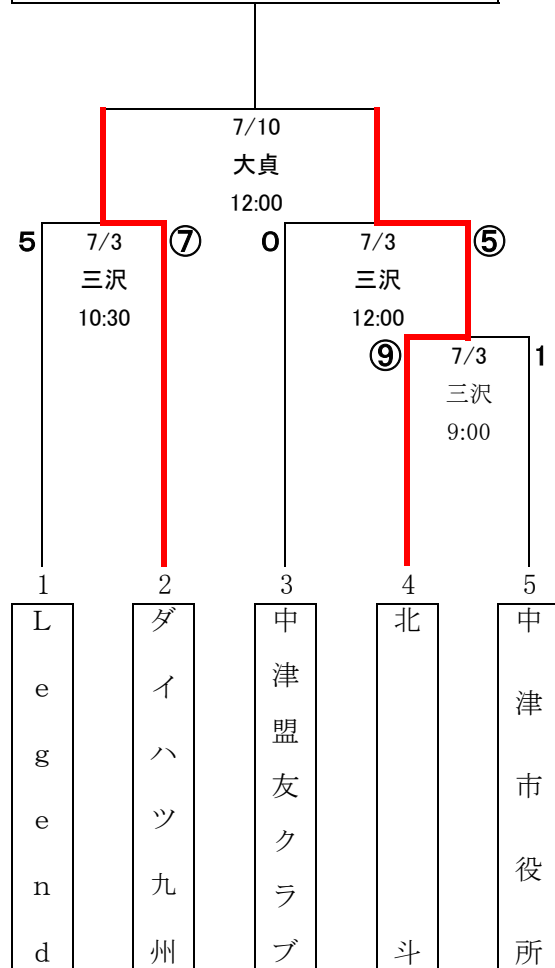 7/10
大貞
12:00
5
7/3
三沢
10:30
⑦
0
7/3
三沢
12:00
⑤
⑨
7/3
三沢
9:00
1
1
2
3
4
5
Legend
ダイハツ九州
中津盟友クラブ
北斗
中津市役所